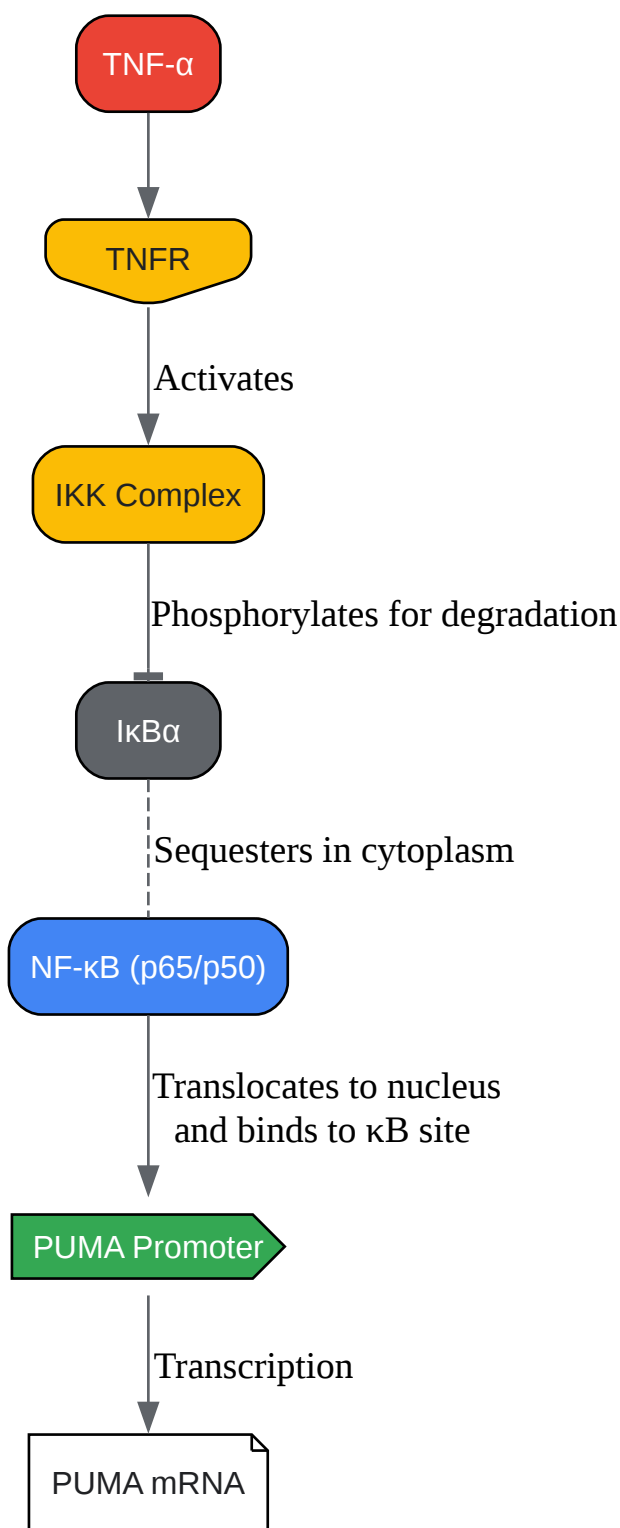 TNF-α
TNFR
Activates
IKK Complex
Phosphorylates for degradation
IκBα
Sequesters in cytoplasm
NF-κB (p65/p50)
Translocates to nucleus
and binds to κB site
PUMA Promoter
Transcription
PUMA mRNA